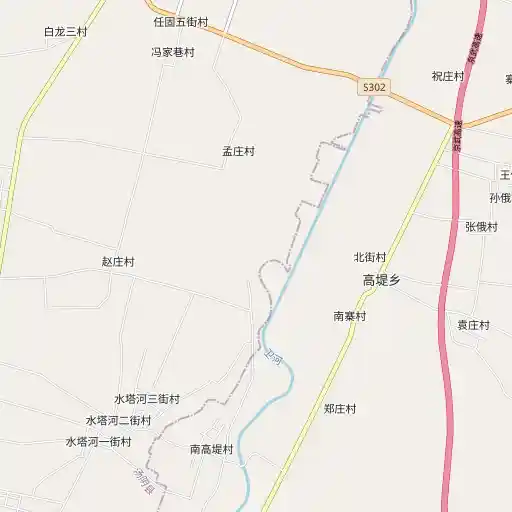 任固五街村
白龙三村
冯家巷村
祝庄村
S302
孟庄村
孙俄
张俄村
北街村
赵庄村
高堤乡
南寨村
袁庄村
卫河
水塔河三街村
郑庄村
水塔河二街村
水塔河一街村
南高堤村
汤阴县